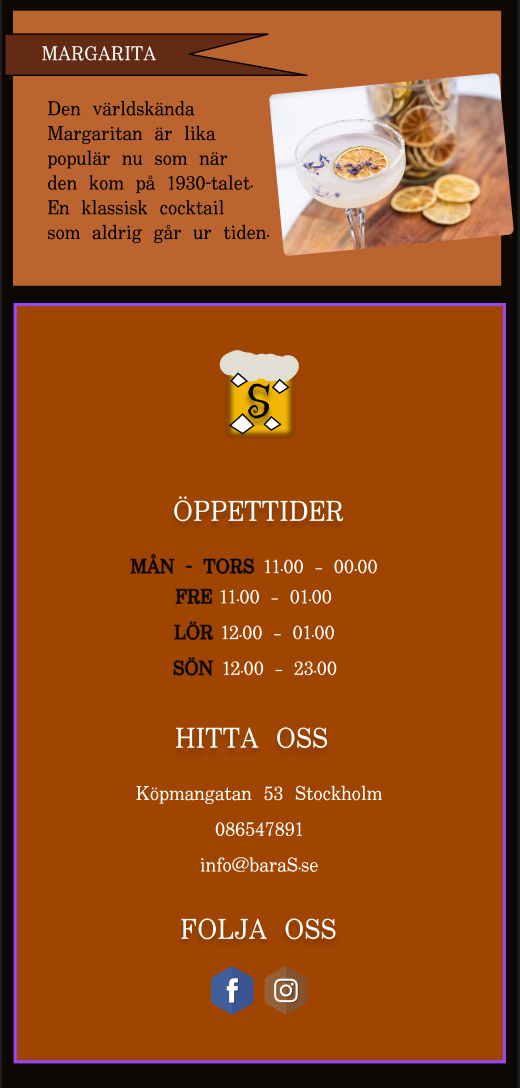 MARGARITA
Den världskända
Margaritan är lika
populär nu som när
den kom på 1930-talet.
En klassisk cocktail
som aldrig går ur tiden.
S
ÖPPETTIDER
MÅN - TORS 11.00 - 00.00
FRE 11.00 - 01.00
LÖR 12.00 - 01.00
SÖN 12.00 - 23.00
HITTA OSS
Köpmangatan 53 Stockholm
086547891
info@baraS.se
FOLJA OSS
f